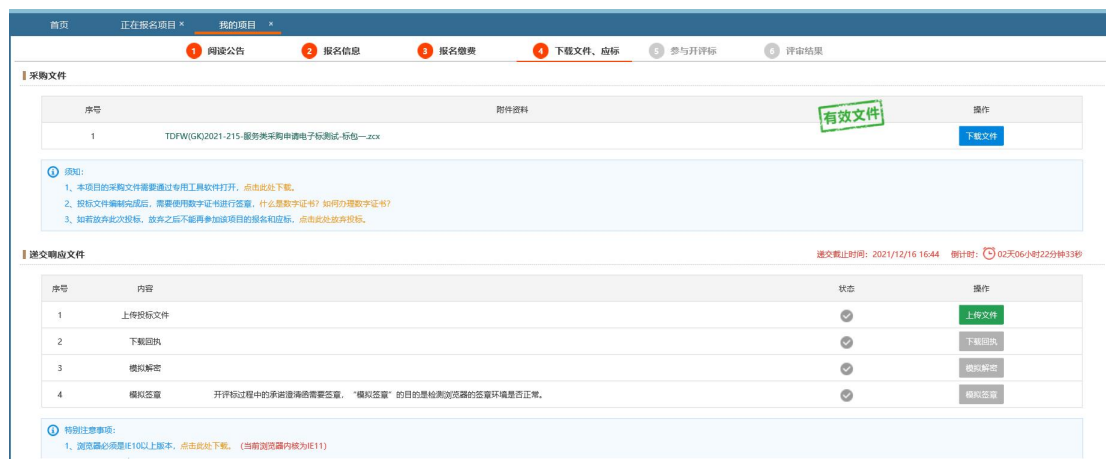 首页 正在报名项目 × 我的项目 ×
1 阅读公告 2 报名信息 3 报名缴费 4 下载文件、应标 5 参与开评标 6 评审结果
采购文件
序号 附件资料 操作
有效文件
1 TDFW(GK)2021-215-服务类采购申请电子标测试-标包一.zcx 下载文件
须知:
1、本项目的采购文件需要通过专用工具软件打开，点击此处下载。
2、投标文件编制完成后，需要使用数字证书进行签章，什么是数字证书？如何办理数字证书？
3、如若放弃此次投标，放弃之后不能再参加该项目的报名和应标，点击此处放弃投标。
递交响应文件 递交截止时间：2021/12/16 16:44 倒计时： 02天06小时22分钟33秒
序号 内容 状态 操作
1 上传投标文件 上传文件
2 下载回执 下载回执
3 模拟解密 模拟解密
4 模拟签章 开评标过程中的承诺澄清函需要签章，“模拟签章”的目的是检测浏览器的签章环境是否正常。 模拟签章
特别注意事项:
1、浏览器必须是IE10以上版本，点击此处下载。（当前浏览器内核为IE11）